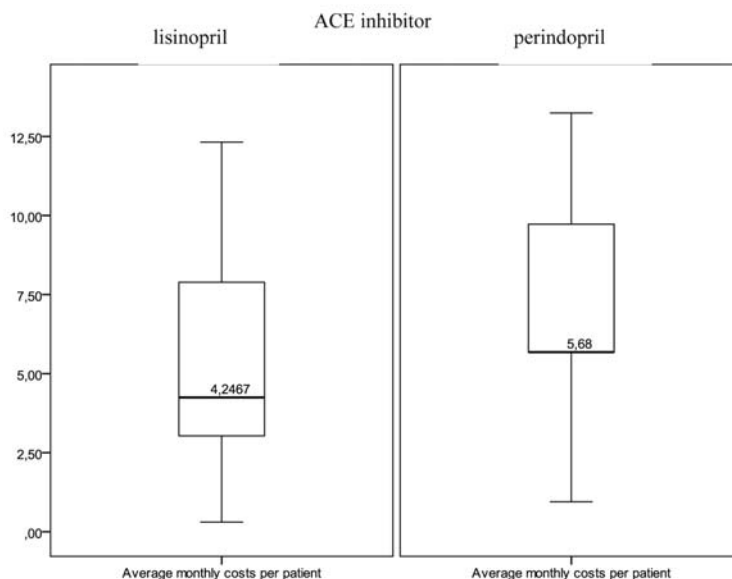 ACE inhibitor
lisinopril
perindopril
12,50
10,00
7,50
5,00
2,50
,00
4,2467
5,68
Average monthly costs per patient
Average monthly costs per patient